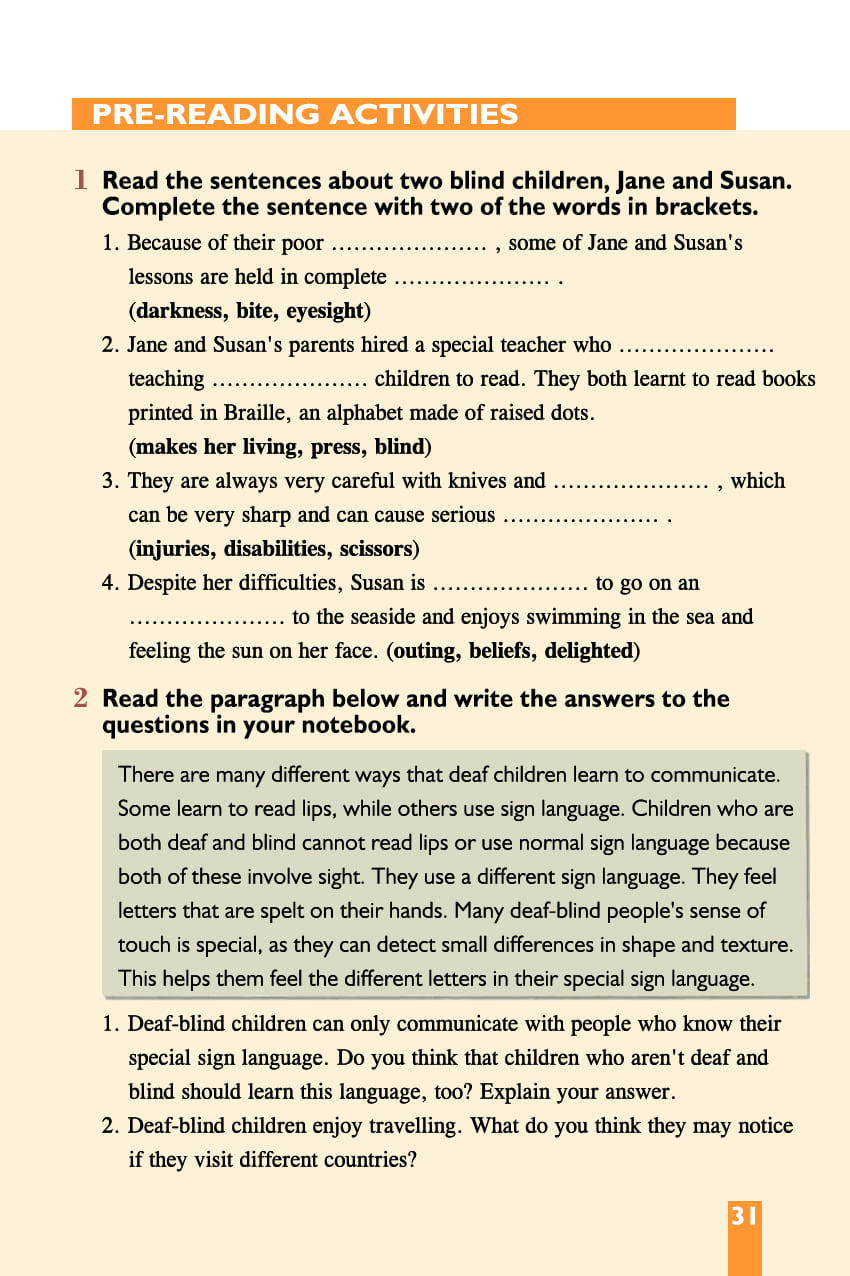 PRE-READING ACTIVITIES
1 Read the sentences about two blind children, Jane and Susan.
Complete the sentence with two of the words in brackets.
1. Because of their poor ..................... , some of Jane and Susan's
lessons are held in complete ..................... .
(darkness, bite, eyesight)
2. Jane and Susan's parents hired a special teacher who .....................
teaching ..................... children to read. They both learnt to read books
printed in Braille, an alphabet made of raised dots.
(makes her living, press, blind)
3. They are always very careful with knives and ..................... , which
can be very sharp and can cause serious ..................... .
(injuries, disabilities, scissors)
4. Despite her difficulties, Susan is ..................... to go on an
..................... to the seaside and enjoys swimming in the sea and
feeling the sun on her face. (outing, beliefs, delighted)
2 Read the paragraph below and write the answers to the
questions in your notebook.
There are many different ways that deaf children learn to communicate.
Some learn to read lips, while others use sign language. Children who are
both deaf and blind cannot read lips or use normal sign language because
both of these involve sight. They use a different sign language. They feel
letters that are spelt on their hands. Many deaf-blind people's sense of
touch is special, as they can detect small differences in shape and texture.
This helps them feel the different letters in their special sign language.
1. Deaf-blind children can only communicate with people who know their
special sign language. Do you think that children who aren't deaf and
blind should learn this language, too? Explain your answer.
2. Deaf-blind children enjoy travelling. What do you think they may notice
if they visit different countries?
31